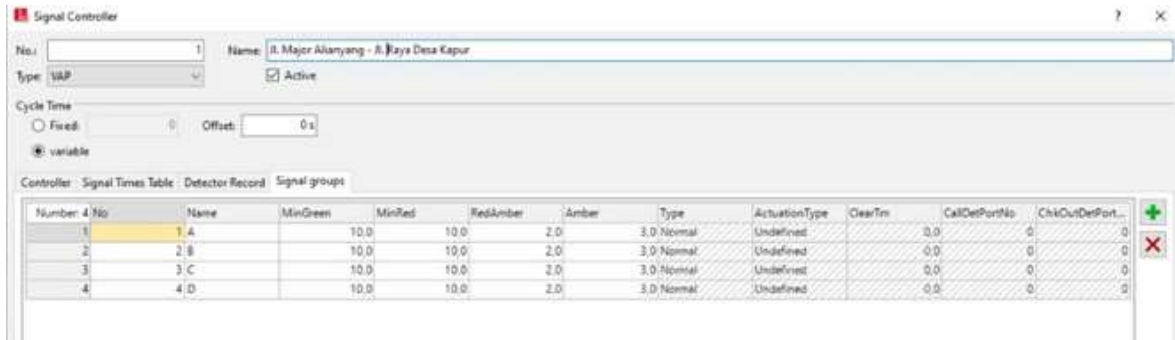 Signal Controller ? ×
No.: 1 Name: Jl. Major Alianyang - Jl. Raya Desa Kapur
Type: VAP Active
Cycle Time
Fixed: 0 Offset: 0 s
variable
Controller Signal Times Table Detector Record Signal groups
Number: 4 No Name MinGreen MinRed RedAmber Amber Type ActuationType ClearTm CallDetPortNo ChkOutDetPort...
1 1 A 10,0 10,0 2,0 3,0 Normal Undefined 0,0 0 0
2 2 B 10,0 10,0 2,0 3,0 Normal Undefined 0,0 0 0
3 3 C 10,0 10,0 2,0 3,0 Normal Undefined 0,0 0 0
4 4 D 10,0 10,0 2,0 3,0 Normal Undefined 0,0 0 0